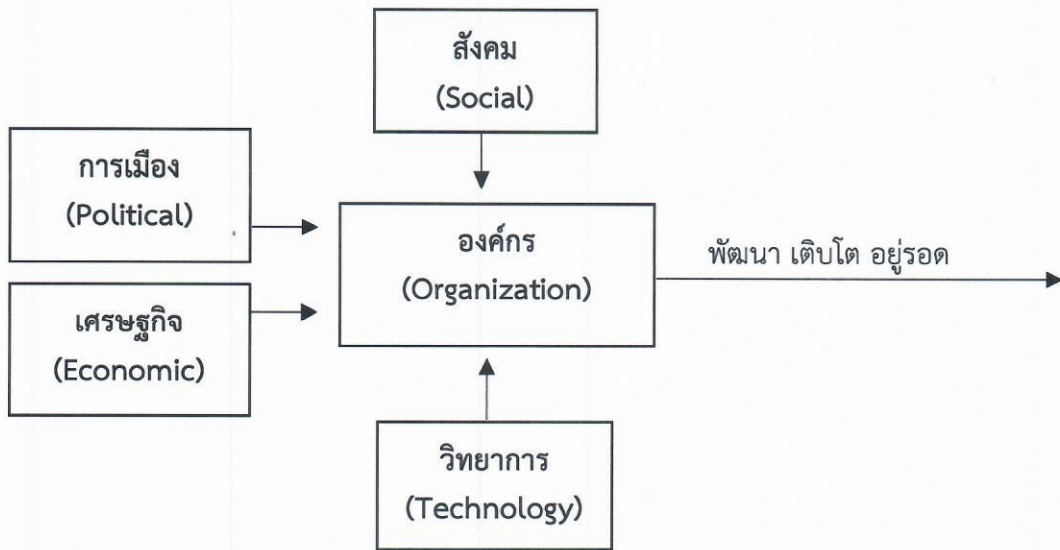 สังคม
(Social)
การเมือง
(Political)
องค์กร
(Organization)
พัฒนา เติบโต อยู่รอด
เศรษฐกิจ
(Economic)
วิทยาการ
(Technology)